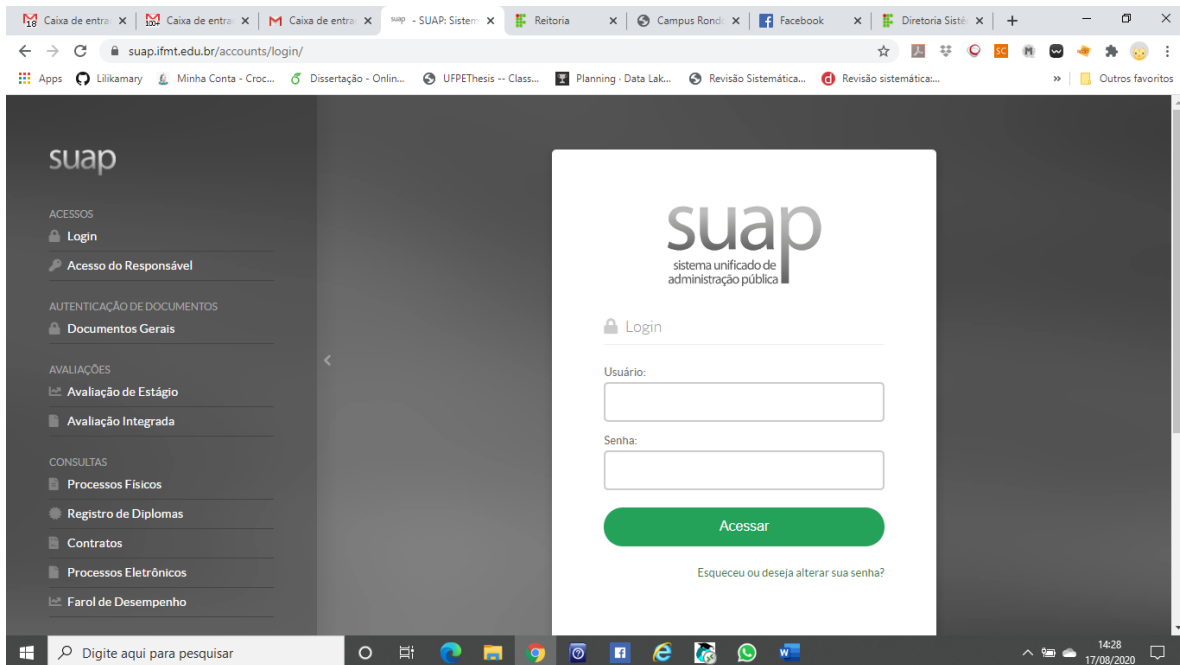 Caixa de entra
Caixa de entra
Caixa de entra
suap - SUAP: Sistem
Reitoria
Campus Rondo
Facebook
Diretoria Sistê
suap.ifmt.edu.br/accounts/login/
Apps
Lilikamary
Minha Conta - Croc...
Dissertação - Onlin...
UFPEThesis -- Class...
Planning - Data Lak...
Revisão Sistemática...
Revisão sistemática:...
»
Outros favoritos
suap
ACESSOS
Login
Acesso do Responsável
AUTENTICAÇÃO DE DOCUMENTOS
Documentos Gerais
AVALIAÇÕES
Avaliação de Estágio
Avaliação Integrada
CONSULTAS
Processos Físicos
Registro de Diplomas
Contratos
Processos Eletrônicos
Farol de Desempenho
suap
sistema unificado de
administração pública
Login
Usuário:
Senha:
Acessar
Esqueceu ou deseja alterar sua senha?
Digite aqui para pesquisar
14:28
17/08/2020